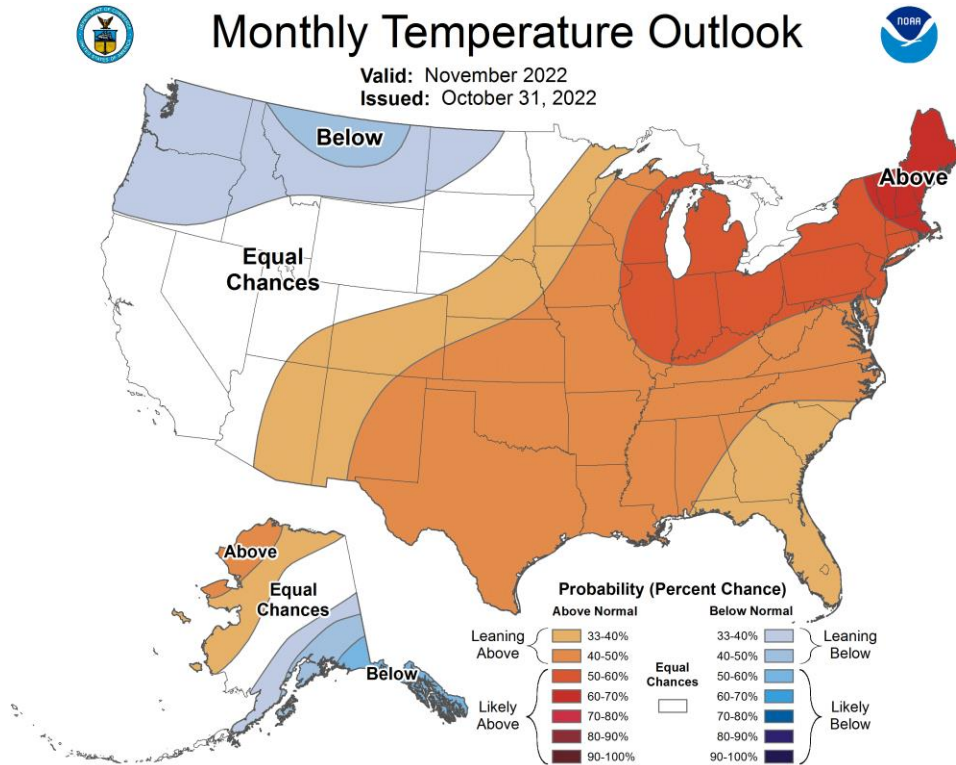 Monthly Temperature Outlook
NOAA
Valid: November 2022
Issued: October 31, 2022
Below
Above
Equal
Chances
Above
Equal
Chances
Below
Probability (Percent Chance)
Above Normal
Below Normal
Leaning
Above
33-40%
40-50%
50-60%
60-70%
70-80%
80-90%
90-100%
Likely
Above
Equal
Chances
33-40%
40-50%
50-60%
60-70%
70-80%
80-90%
90-100%
Leaning
Below
Likely
Below